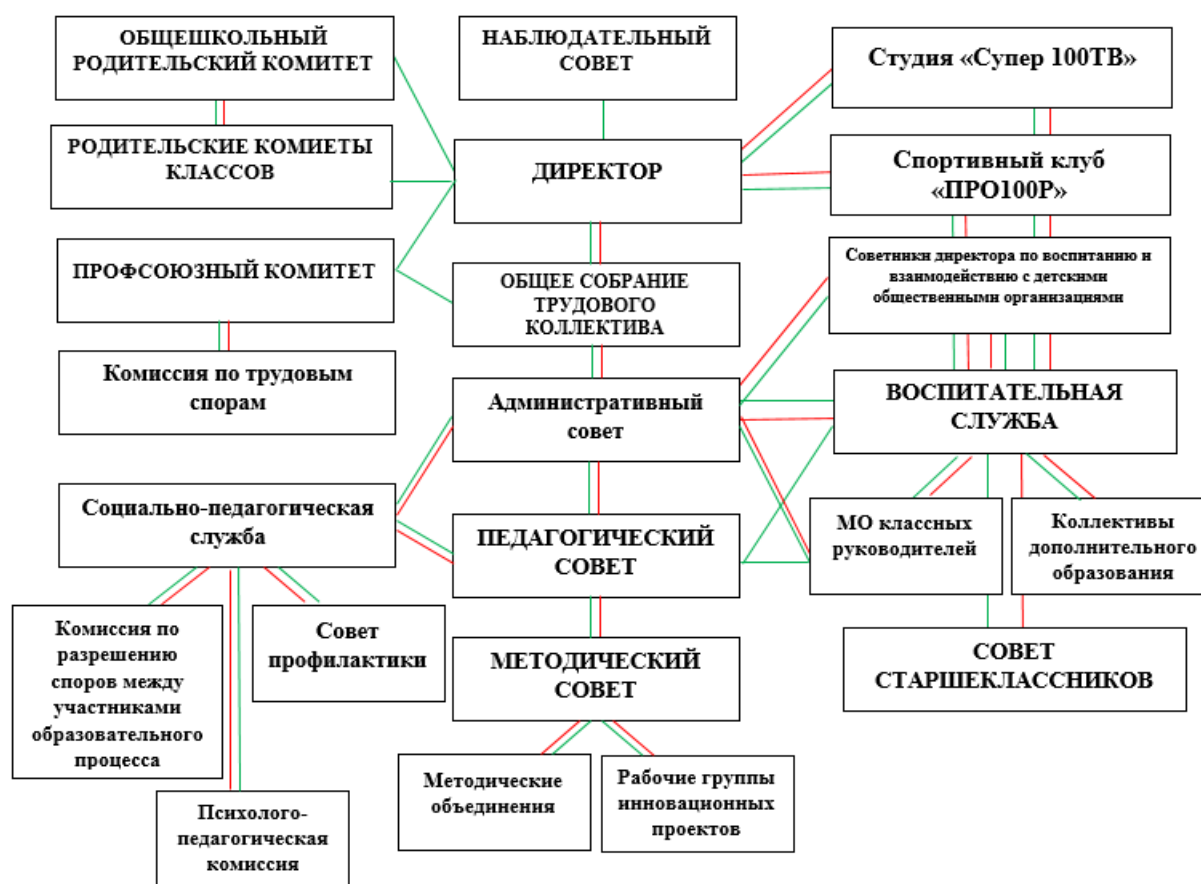 ОБЩЕШКОЛЬНЫЙ
РОДИТЕЛЬСКИЙ КОМИТЕТ
НАБЛЮДАТЕЛЬНЫЙ
СОВЕТ
Студия «Супер 100ТВ»
РОДИТЕЛЬСКИЕ КОМИЕТЫ
КЛАССОВ
ДИРЕКТОР
Спортивный клуб
«ПРО100Р»
ПРОФСОЮЗНЫЙ КОМИТЕТ
ОБЩЕЕ СОБРАНИЕ
ТРУДОВОГО
КОЛЛЕКТИВА
Советники директора по воспитанию и
взаимодействию с детскими
общественными организациями
Комиссия по трудовым
спорам
Административный
совет
ВОСПИТАТЕЛЬНАЯ
СЛУЖБА
Социально-педагогическая
служба
ПЕДАГОГИЧЕСКИЙ
СОВЕТ
МО классных
руководителей
Коллективы
дополнительного
образования
Комиссия по
разрешению
споров между
участниками
образовательного
процесса
Совет
профилактики
МЕТОДИЧЕСКИЙ
СОВЕТ
СОВЕТ
СТАРШЕКЛАССНИКОВ
Методические
объединения
Рабочие группы
инновационных
проектов
Психолого-
педагогическая
комиссия